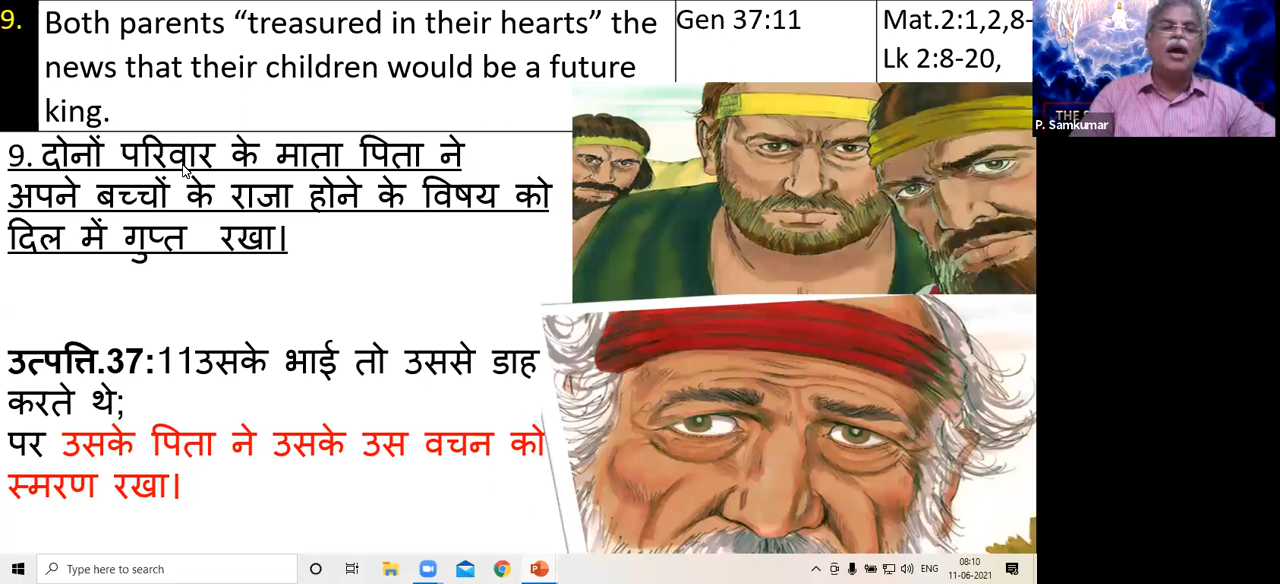 9.
Both parents “treasured in their hearts” the
news that their children would be a future
king.
Gen 37:11
Mat.2:1,2,8-
Lk 2:8-20,
THE
P. Samkumar
9. दोनों परिवार के माता पिता ने
अपने बच्चों के राजा होने के विषय को
दिल में गुप्त रखा।
उत्पत्ति.37:11उसके भाई तो उससे डाह
करते थे;
पर उसके पिता ने उसके उस वचन को
स्मरण रखा।
Type here to search
ENG
08:10
11-06-2021